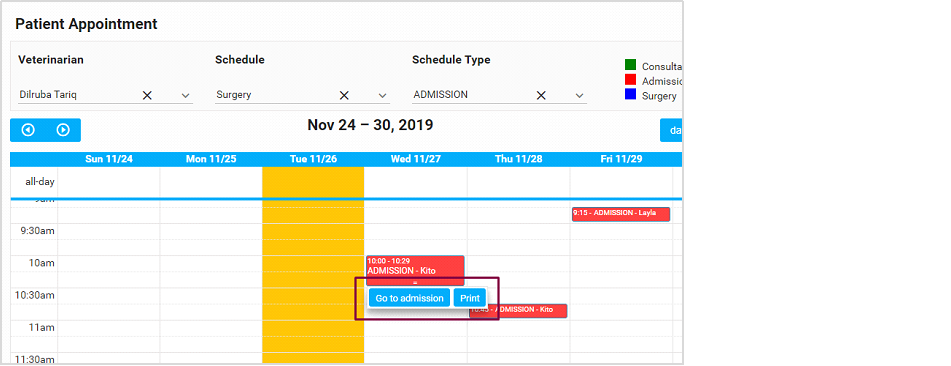 Patient Appointment
Veterinarian Schedule Schedule Type
Dilruba Tariq Surgery ADMISSION
Consulta
Admissio
Surgery
Nov 24 – 30, 2019
da
Sun 11/24 Mon 11/25 Tue 11/26 Wed 11/27 Thu 11/28 Fri 11/29
all-day
9am
9:15 - ADMISSION - Layla
9:30am
10am
10:00 - 10:29
ADMISSION - Kito
10:30am
Go to admission Print
10:45 - ADMISSION - Kito
11am
11:30am